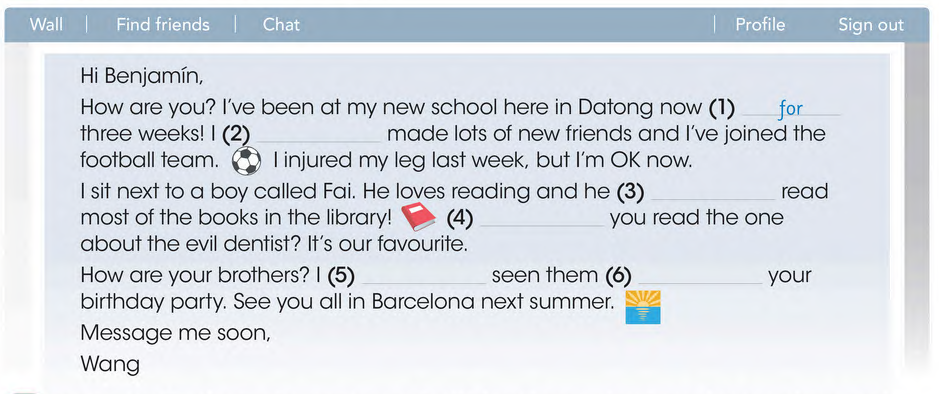 Wall | Find friends | Chat | Profile Sign out
Hi Benjamín,
How are you? I've been at my new school here in Datong now (1) for
three weeks! I (2) ____________ made lots of new friends and I've joined the
football team. I injured my leg last week, but I'm OK now.
I sit next to a boy called Fai. He loves reading and he (3) ____________ read
most of the books in the library! (4) ____________ you read the one
about the evil dentist? It's our favourite.
How are your brothers? I (5) ____________ seen them (6) ____________ your
birthday party. See you all in Barcelona next summer.
Message me soon,
Wang